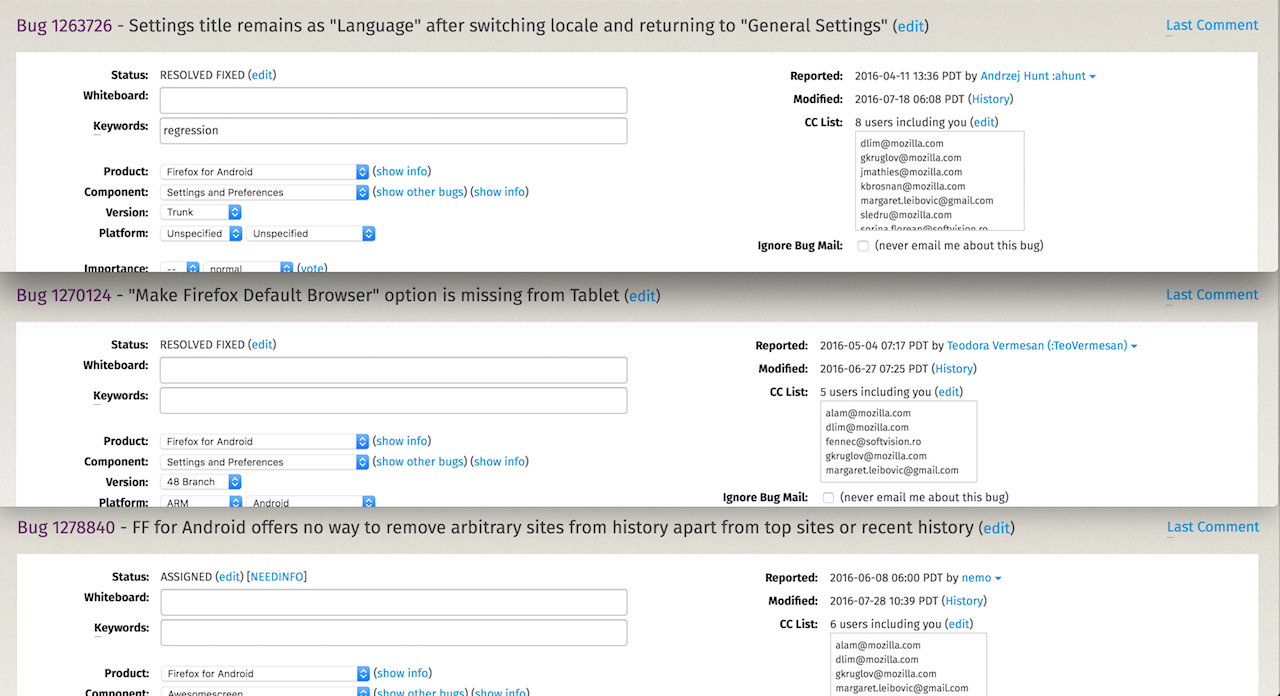 Bug 1263726 - Settings title remains as "Language" after switching locale and returning to "General Settings" (edit)
Last Comment
Status: RESOLVED FIXED (edit)
Whiteboard:
Keywords: regression
Product: Firefox for Android (show info)
Component: Settings and Preferences (show other bugs) (show info)
Version: Trunk
Platform: Unspecified Unspecified
Importance: -- normal (vote)
Reported: 2016-04-11 13:36 PDT by Andrzej Hunt :ahunt
Modified: 2016-07-18 06:08 PDT (History)
CC List: 8 users including you (edit)
dlim@mozilla.com
gkruglov@mozilla.com
jmathies@mozilla.com
kbrosnan@mozilla.com
margaret.leibovic@gmail.com
sledru@mozilla.com
sorina.florean@softvision.ro
Ignore Bug Mail: (never email me about this bug)
Bug 1270124 - "Make Firefox Default Browser" option is missing from Tablet (edit)
Last Comment
Status: RESOLVED FIXED (edit)
Whiteboard:
Keywords:
Product: Firefox for Android (show info)
Component: Settings and Preferences (show other bugs) (show info)
Version: 48 Branch
Platform: ARM Android
Reported: 2016-05-04 07:17 PDT by Teodora Vermesan (:TeoVermesan)
Modified: 2016-06-27 07:25 PDT (History)
CC List: 5 users including you (edit)
alam@mozilla.com
dlim@mozilla.com
fennec@softvision.ro
gkruglov@mozilla.com
margaret.leibovic@gmail.com
Ignore Bug Mail: (never email me about this bug)
Bug 1278840 - FF for Android offers no way to remove arbitrary sites from history apart from top sites or recent history (edit)
Last Comment
Status: ASSIGNED (edit) [NEEDINFO]
Whiteboard:
Keywords:
Product: Firefox for Android (show info)
Component: Awesomescreen (show other bugs) (show info)
Reported: 2016-06-08 06:00 PDT by nemo
Modified: 2016-07-28 10:39 PDT (History)
CC List: 6 users including you (edit)
alam@mozilla.com
dlim@mozilla.com
gkruglov@mozilla.com
margaret.leibovic@gmail.com